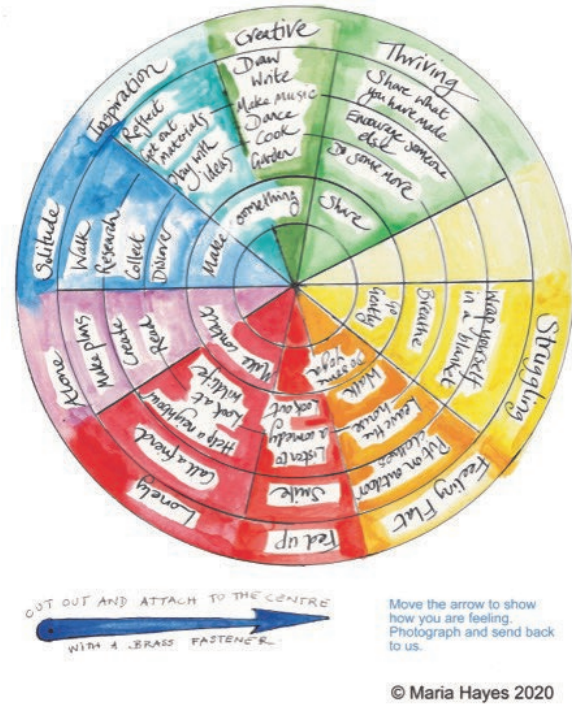 Creative
Draw
Write
Make music
Dance
Cook
Garden
Thriving
Share what
you have made
Encourage someone
else
Do some more
Share
Struggling
Wrap yourself
in a blanket
Breathe
Go
Gently
Feeling Flat
Put on outdoor
clothes
Leave the
house
Walk
Do some
yoga
Fed up
Smile
Listen to
a comedy
Look out
Lonely
Call a friend
Help a neighbour
Look at
wildlife
Make contact
Alone
Make plans
Create
Read
Solitude
Walk
Research
Collect
Discover
Inspiration
Reflect
Get out
materials
Play with
ideas
Make
something
CUT OUT AND ATTACH TO THE CENTRE
WITH A BRASS FASTENER.
Move the arrow to show
how you are feeling.
Photograph and send back
to us.
© Maria Hayes 2020